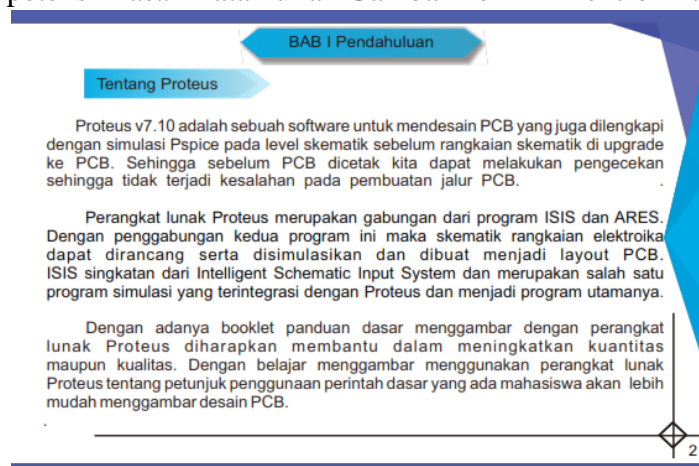 BAB I Pendahuluan
Tentang Proteus
Proteus v7.10 adalah sebuah software untuk mendesain PCB yang juga dilengkapi
dengan simulasi Pspice pada level skematik sebelum rangkaian skematik di upgrade
ke PCB. Sehingga sebelum PCB dicetak kita dapat melakukan pengecekan
sehingga tidak terjadi kesalahan pada pembuatan jalur PCB. .
Perangkat lunak Proteus merupakan gabungan dari program ISIS dan ARES.
Dengan penggabungan kedua program ini maka skematik rangkaian elektroika
dapat dirancang serta disimulasikan dan dibuat menjadi layout PCB.
ISIS singkatan dari Intelligent Schematic Input System dan merupakan salah satu
program simulasi yang terintegrasi dengan Proteus dan menjadi program utamanya.
Dengan adanya booklet panduan dasar menggambar dengan perangkat
lunak Proteus diharapkan membantu dalam meningkatkan kuantitas
maupun kualitas. Dengan belajar menggambar menggunakan perangkat lunak
Proteus tentang petunjuk penggunaan perintah dasar yang ada mahasiswa akan lebih
mudah menggambar desain PCB.
.
2